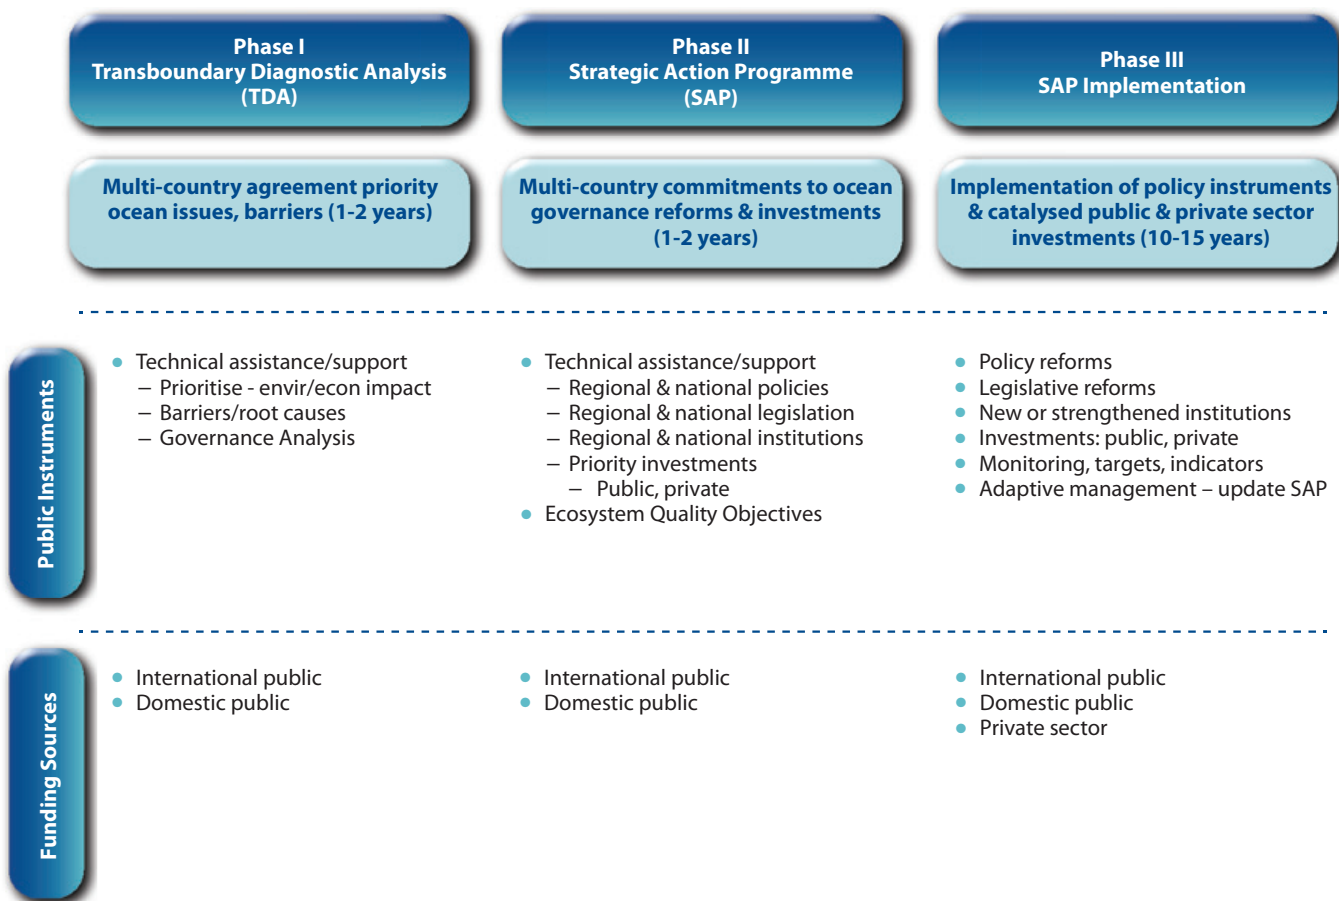 Phase I
Transboundary Diagnostic Analysis
(TDA)
Phase II
Strategic Action Programme
(SAP)
Phase III
SAP Implementation
Multi-country agreement priority
ocean issues, barriers (1-2 years)
Multi-country commitments to ocean
governance reforms & investments
(1-2 years)
Implementation of policy instruments
& catalysed public & private sector
investments (10-15 years)
Public Instruments
• Technical assistance/support
– Prioritise - envir/econ impact
– Barriers/root causes
– Governance Analysis
• Technical assistance/support
– Regional & national policies
– Regional & national legislation
– Regional & national institutions
– Priority investments
– Public, private
• Ecosystem Quality Objectives
• Policy reforms
• Legislative reforms
• New or strengthened institutions
• Investments: public, private
• Monitoring, targets, indicators
• Adaptive management – update SAP
Funding Sources
• International public
• Domestic public
• International public
• Domestic public
• International public
• Domestic public
• Private sector